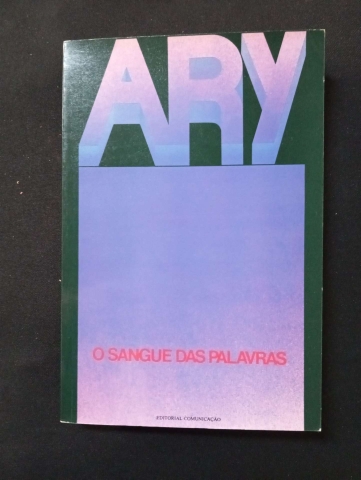 ARY
O SANGUE DAS PALAVRAS
EDITORIAL COMUNICAÇÃO